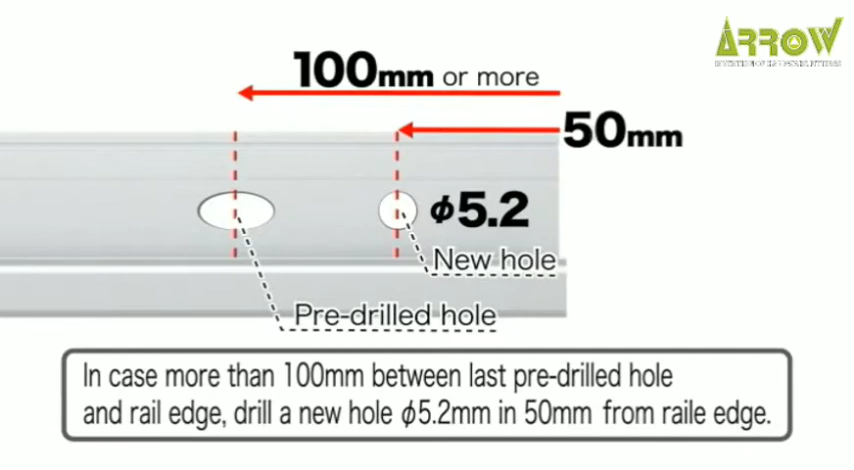 ARROW
100mm or more
50mm
φ5.2
New hole
Pre-drilled hole
In case more than 100mm between last pre-drilled hole
and rail edge, drill a new hole φ5.2mm in 50mm from raile edge.